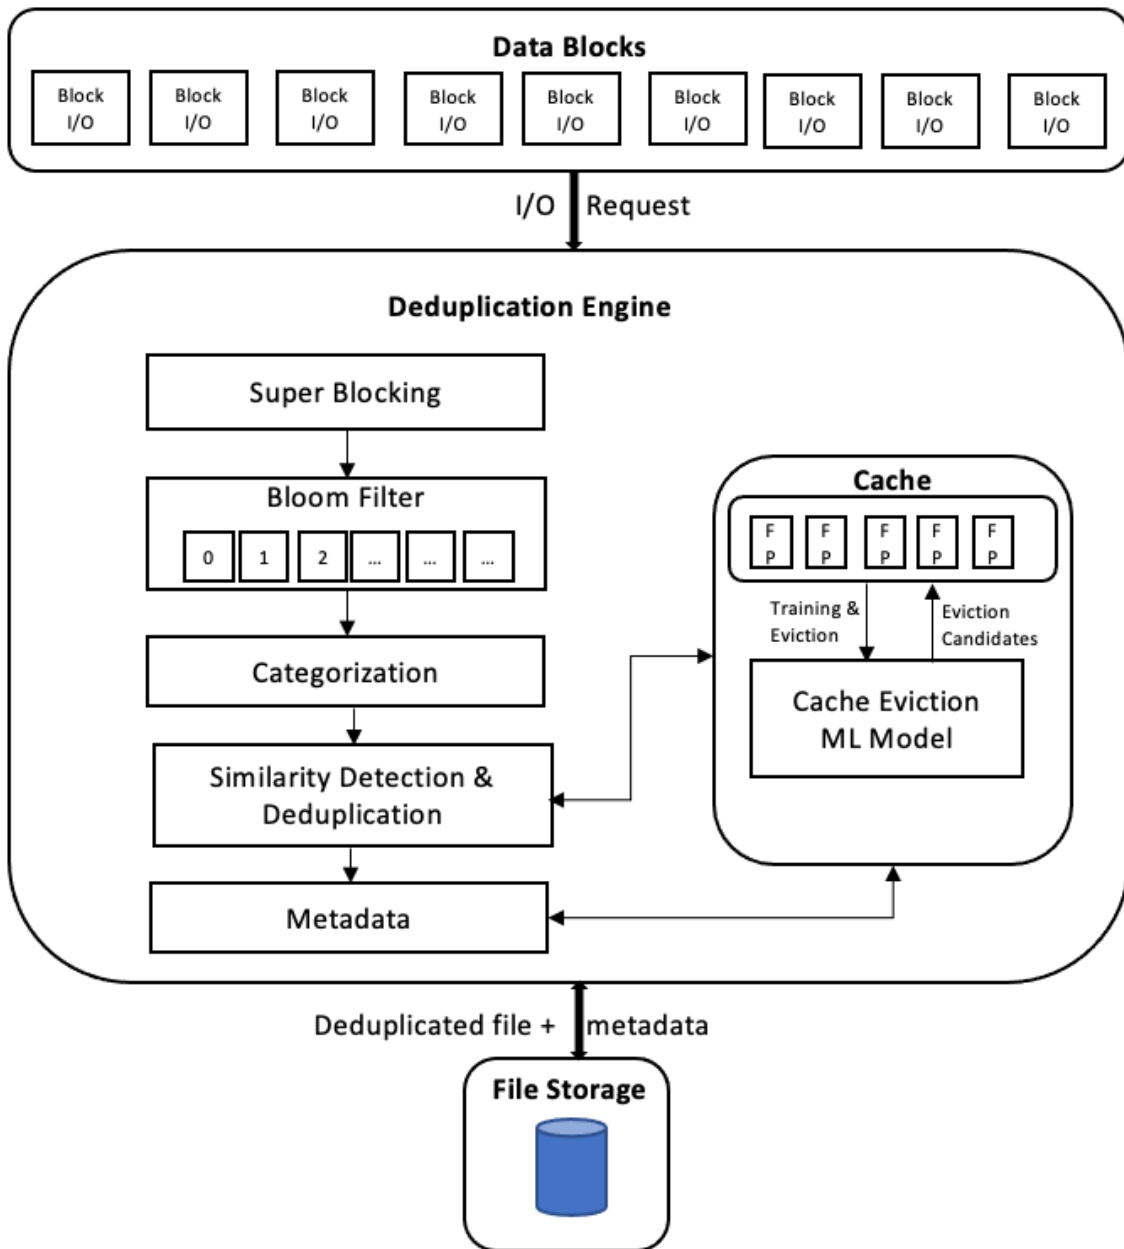 Data Blocks
Block Block Block Block Block Block Block Block Block
I/O I/O I/O I/O I/O I/O I/O I/O I/O
I/O Request
Deduplication Engine
Super Blocking
Bloom Filter
0 1 2 ... ... ...
Categorization
Similarity Detection &
Deduplication
Metadata
Cache
F F F F F
P P P P P
Training &
Eviction
Eviction
Candidates
Cache Eviction
ML Model
Deduplicated file + metadata
File Storage